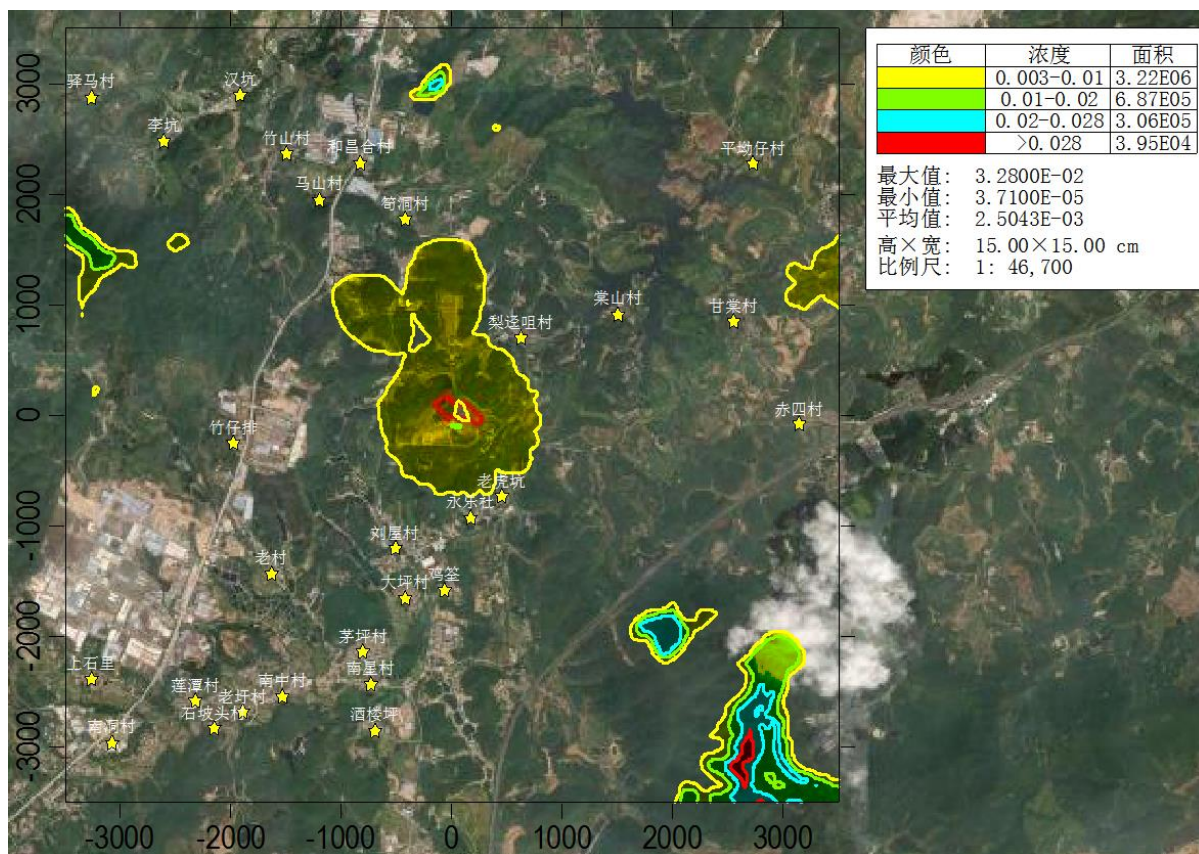 颜色 浓度 面积
0.003-0.01 3.22E06
0.01-0.02 6.87E05
0.02-0.028 3.06E05
>0.028 3.95E04
最大值: 3.2800E-02
最小值: 3.7100E-05
平均值: 2.5043E-03
高×宽: 15.00×15.00 cm
比例尺: 1: 46,700
3000
2000
1000
0
-1000
-2000
-3000
驿马村
汉坑
李坑
竹山村
和昌合村
马山村
筍洞村
平坳仔村
棠山村
甘棠村
梨迳咀村
赤四村
竹仔排
老虎坑
永乐社
刘屋村
老村
大坪村
鸡荃
茅坪村
上石里
南星村
莲潭村
南中村
老圩村
石坡头村
南洞村
酒楼坪
-3000 -2000 -1000 0 1000 2000 3000